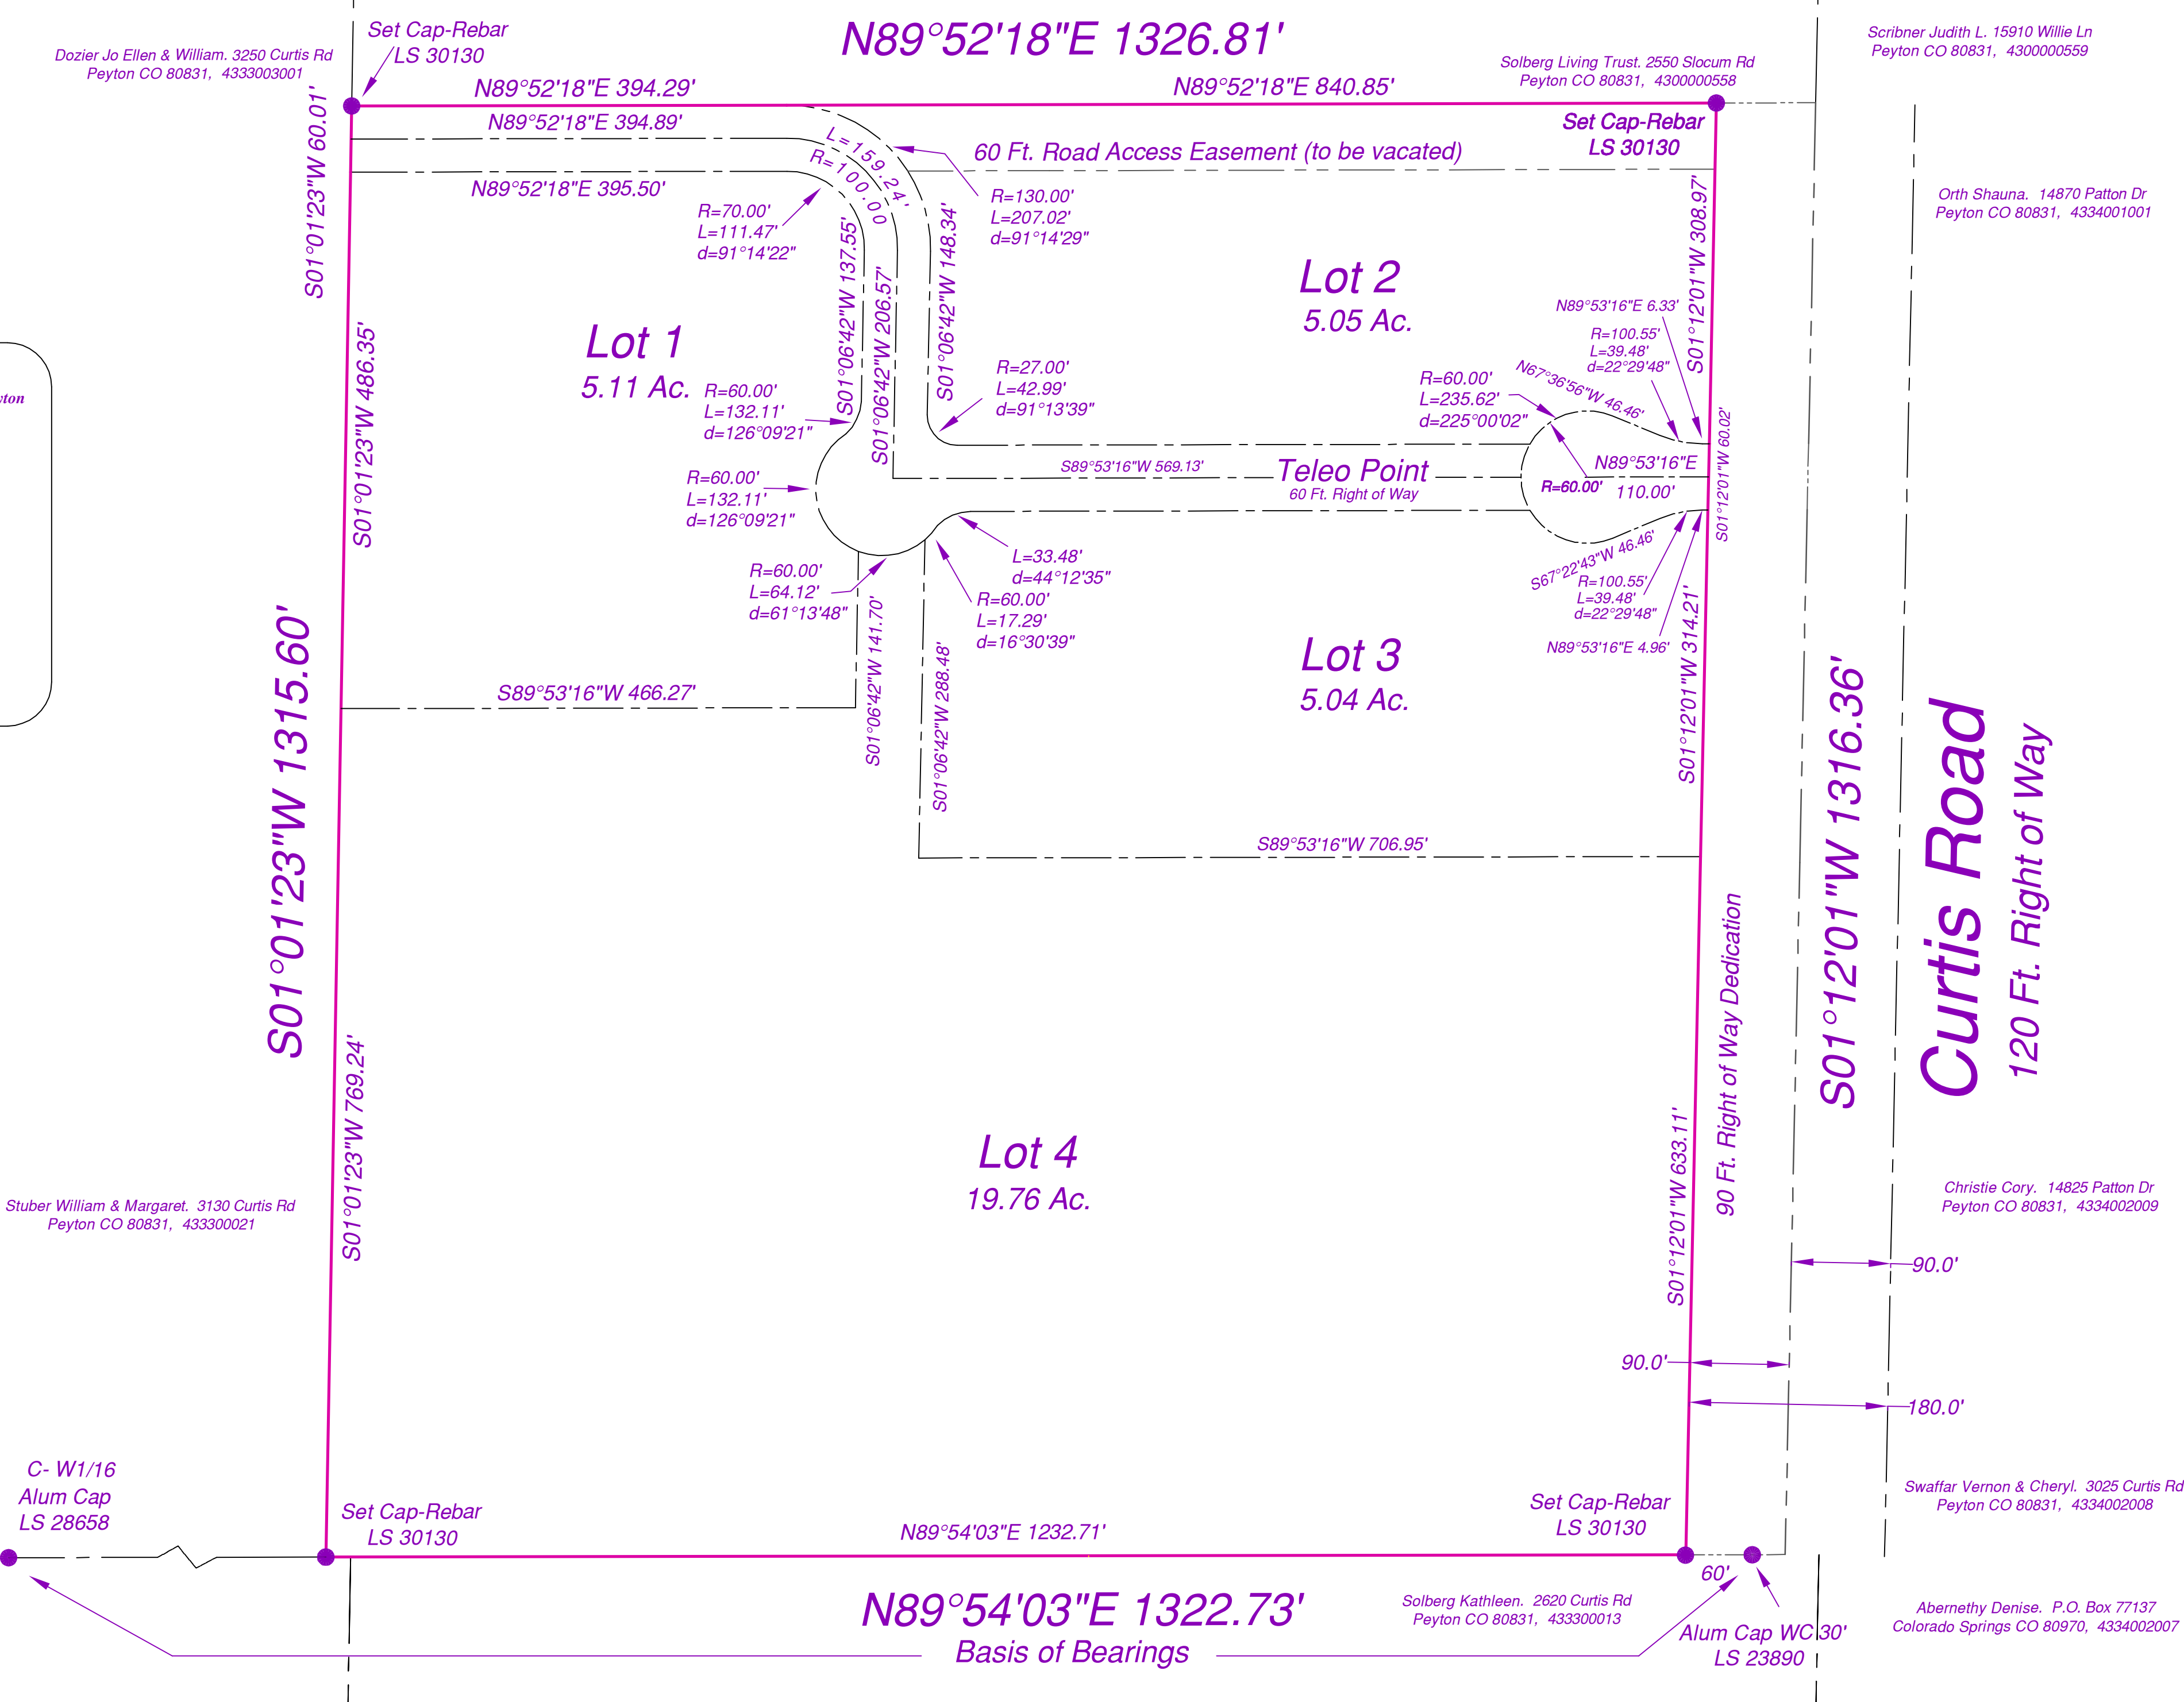 N89°52'18"E 1326.81'
Set Cap-Rebar
LS 30130
Dozier Jo Ellen & William. 3250 Curtis Rd
Peyton CO 80831,  4333003001
Scribner Judith L. 15910 Willie Ln
Peyton CO 80831,  4300000559
Solberg Living Trust. 2550 Slocum Rd
Peyton CO 80831,  4300000558
N89°52'18"E 394.29'
N89°52'18"E 840.85'
S01°01'23"W 60.01'
N89°52'18"E 394.89'
L=159.24'
R=100.00
60 Ft. Road Access Easement (to be vacated)
Set Cap-Rebar
LS 30130
N89°52'18"E 395.50'
R=70.00'
L=111.47'
d=91°14'22"
R=130.00'
L=207.02'
d=91°14'29"
Orth Shauna.  14870 Patton Dr
Peyton CO 80831,  4334001001
S01°06'42"W 137.55'
S01°06'42"W 206.57'
S01°06'42"W 148.34'
S01°12'01"W 308.97'
Lot 2
5.05 Ac.
Lot 1
5.11 Ac.
S01°01'23"W 486.35'
N89°53'16"E 6.33'
R=100.55'
L=39.48'
d=22°29'48"
N67°36'56"W 46.46'
R=60.00'
L=132.11'
d=126°09'21"
R=27.00'
L=42.99'
d=91°13'39"
R=60.00'
L=235.62'
d=225°00'02"
S01°12'01"W 60.02'
S89°53'16"W 569.13'
Teleo Point
60 Ft. Right of Way
N89°53'16"E
110.00'
R=60.00'
R=60.00'
L=132.11'
d=126°09'21"
L=33.48'
d=44°12'35"
R=60.00'
L=64.12'
d=61°13'48"
R=60.00'
L=17.29'
d=16°30'39"
S67°22'43"W 46.46'
R=100.55'
L=39.48'
d=22°29'48"
N89°53'16"E 4.96'
S01°06'42"W 141.70'
S01°06'42"W 288.48'
S01°12'01"W 314.21'
Lot 3
5.04 Ac.
S89°53'16"W 466.27'
S01°01'23"W 1315.60'
S89°53'16"W 706.95'
S01°12'01"W 1316.36'
Curtis Road
120 Ft. Right of Way
90 Ft. Right of Way Dedication
S01°01'23"W 769.24'
Lot 4
19.76 Ac.
S01°12'01"W 633.11'
Stuber William & Margaret.  3130 Curtis Rd
Peyton CO 80831,  433300021
Christie Cory.  14825 Patton Dr
Peyton CO 80831,  4334002009
90.0'
90.0'
180.0'
C- W1/16
Alum Cap
LS 28658
Set Cap-Rebar
LS 30130
N89°54'03"E 1232.71'
Set Cap-Rebar
LS 30130
Swaffar Vernon & Cheryl.  3025 Curtis Rd
Peyton CO 80831,  4334002008
60'
N89°54'03"E 1322.73'
Basis of Bearings
Solberg Kathleen.  2620 Curtis Rd
Peyton CO 80831,  433300013
Alum Cap WC 30'
LS 23890
Abernethy Denise.  P.O. Box 77137
Colorado Springs CO 80970,  4334002007